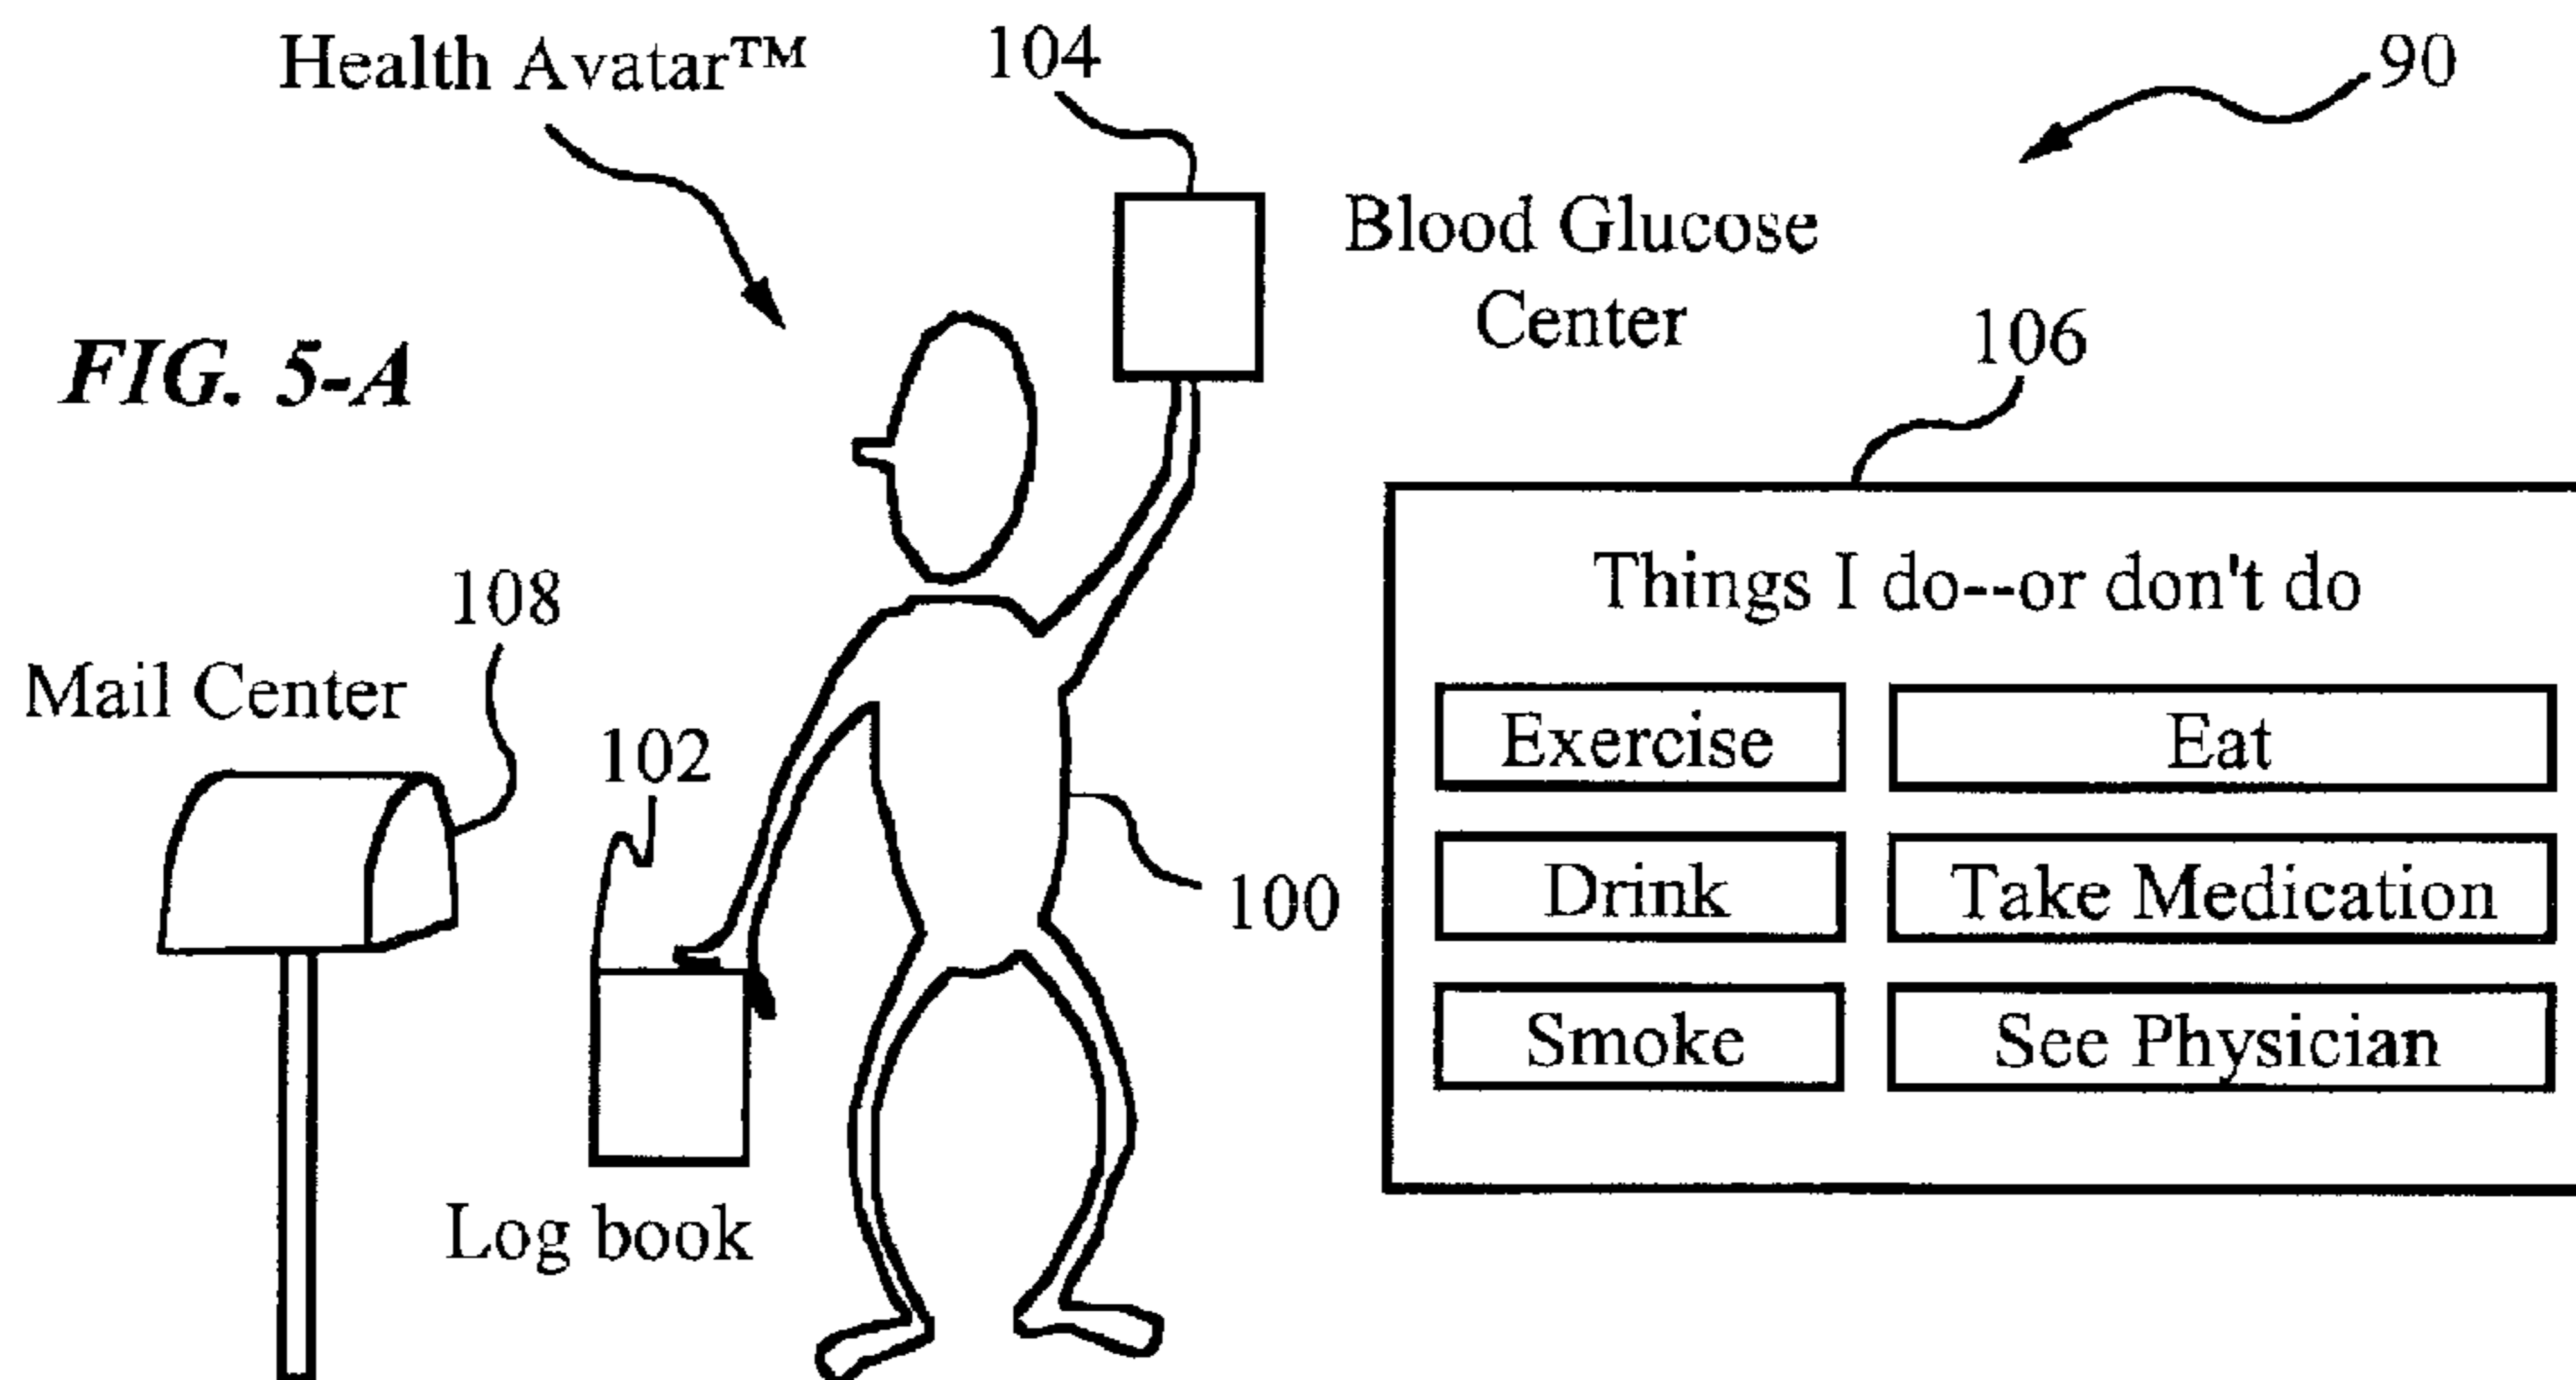 Health Avatar™
104
90
Blood Glucose
Center
FIG. 5-A
106
Things I do--or don't do
108
Mail Center
102
Exercise
Eat
Drink
Take Medication
100
Smoke
See Physician
Log book